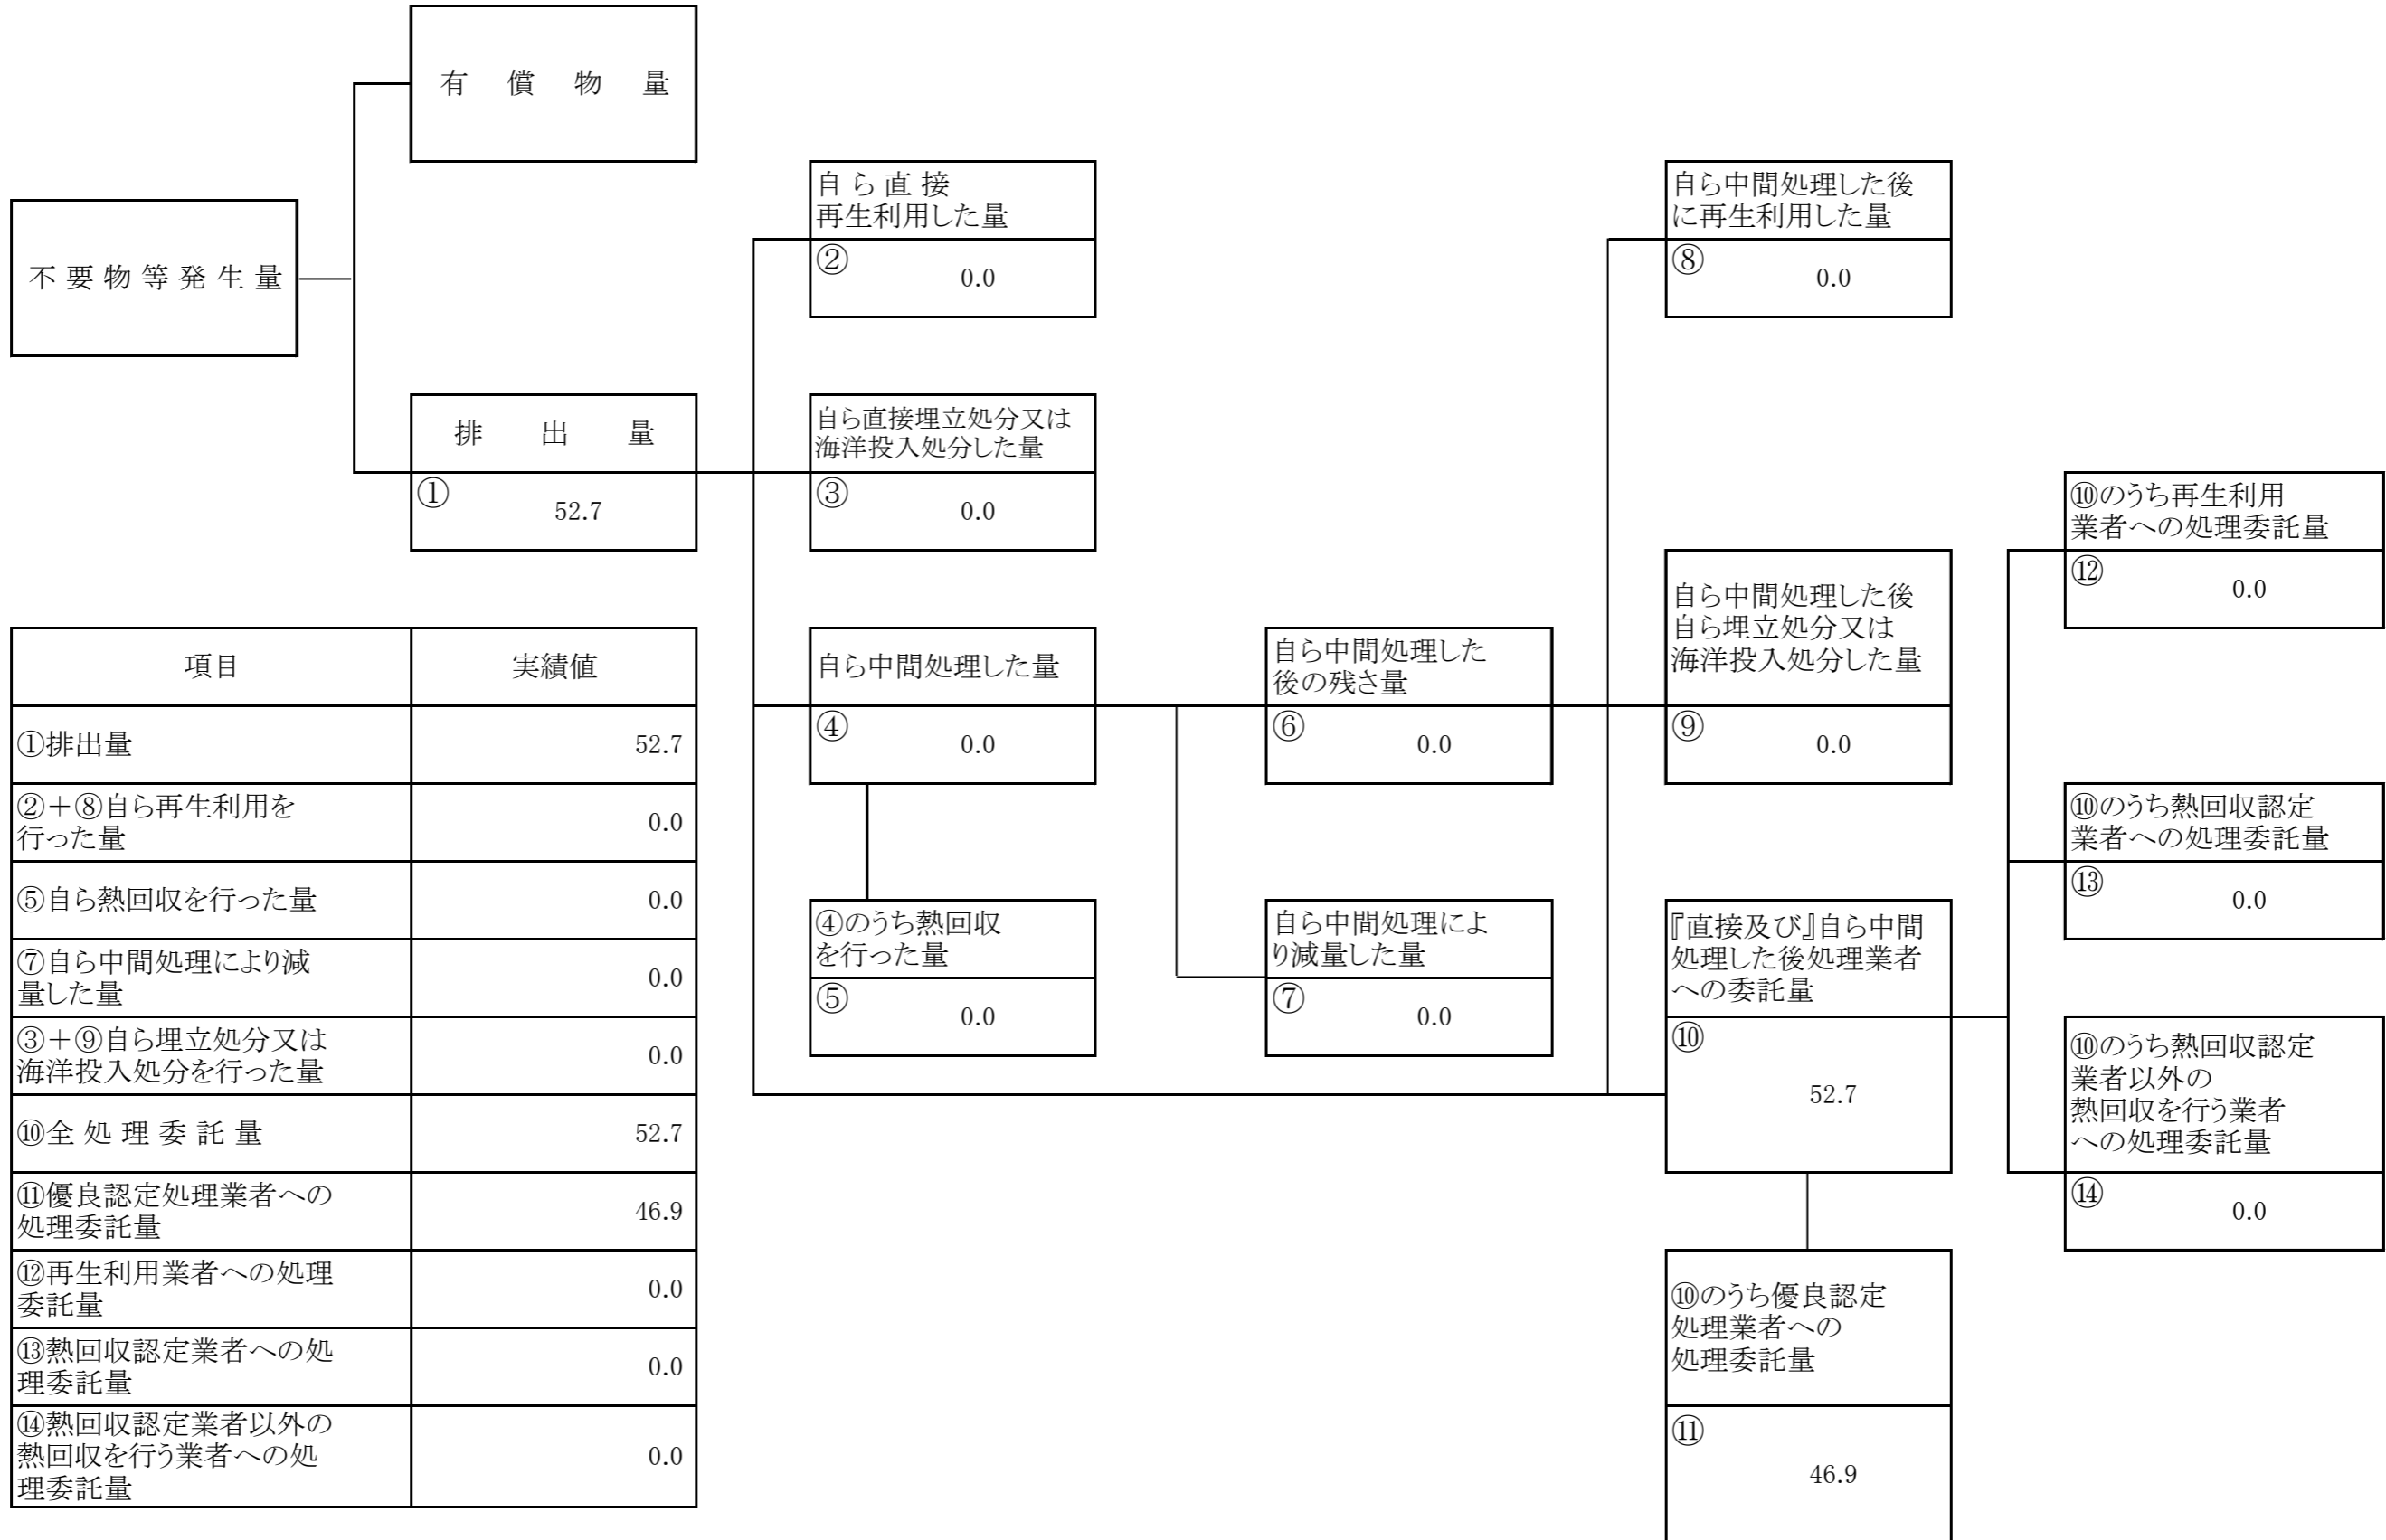 有償物量
不要物等発生量
排出量
①
52.7
自ら直接
再生利用した量
②
0.0
自ら直接埋立処分又は
海洋投入処分した量
③
0.0
自ら中間処理した量
④
0.0
④のうち熱回収
を行った量
⑤
0.0
自ら中間処理した
後の残さ量
⑥
0.0
自ら中間処理によ
り減量した量
⑦
0.0
自ら中間処理した後
に再生利用した量
⑧
0.0
自ら中間処理した後
自ら埋立処分又は
海洋投入処分した量
⑨
0.0
『直接及び』自ら中間
処理した後処理業者
への委託量
⑩
52.7
⑩のうち優良認定
処理業者への
処理委託量
⑪
46.9
⑩のうち再生利用
業者への処理委託量
⑫
0.0
⑩のうち熱回収認定
業者への処理委託量
⑬
0.0
⑩のうち熱回収認定
業者以外の
熱回収を行う業者
への処理委託量
⑭
0.0
項目 実績値
①排出量 52.7
②＋⑧自ら再生利用を
行った量
0.0
⑤自ら熱回収を行った量 0.0
⑦自ら中間処理により減
量した量
0.0
③＋⑨自ら埋立処分又は
海洋投入処分を行った量
0.0
⑩全処理委託量 52.7
⑪優良認定処理業者への
処理委託量
46.9
⑫再生利用業者への処理
委託量
0.0
⑬熱回収認定業者への処
理委託量
0.0
⑭熱回収認定業者以外の
熱回収を行う業者への処
理委託量
0.0